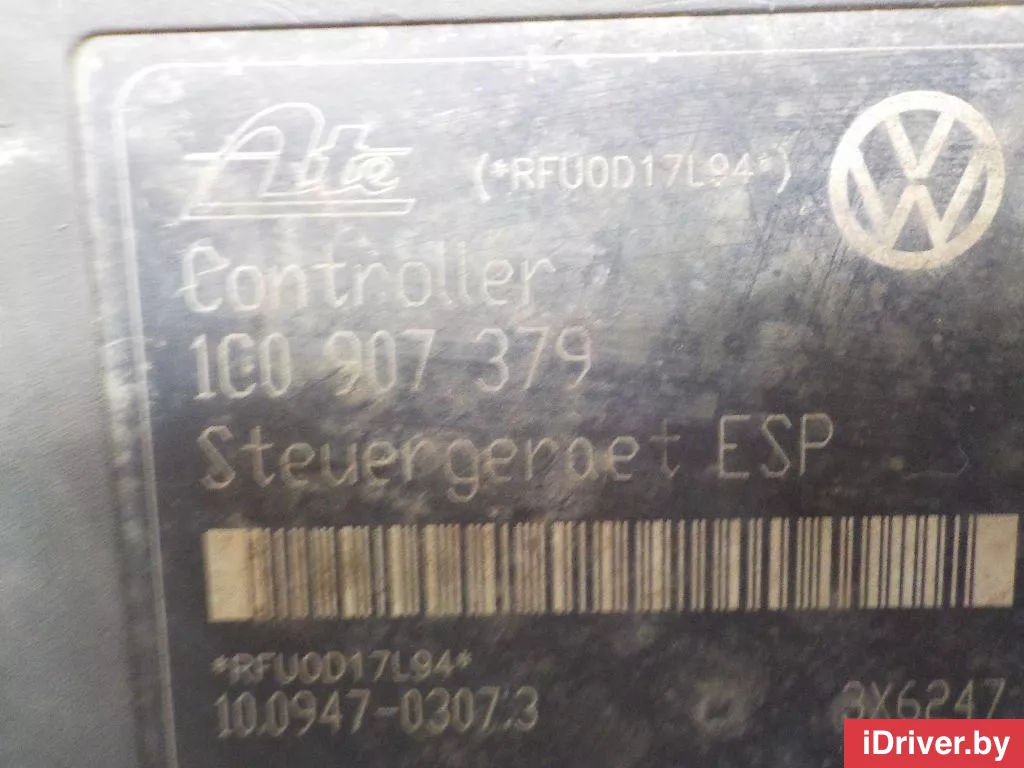 Ate (*RFU0D17L94*)
Controller
1C0 907 379
Steuergeraet ESP
*RFU0D17L94*
10.0947-0307.3 3X6247
iDriver.by